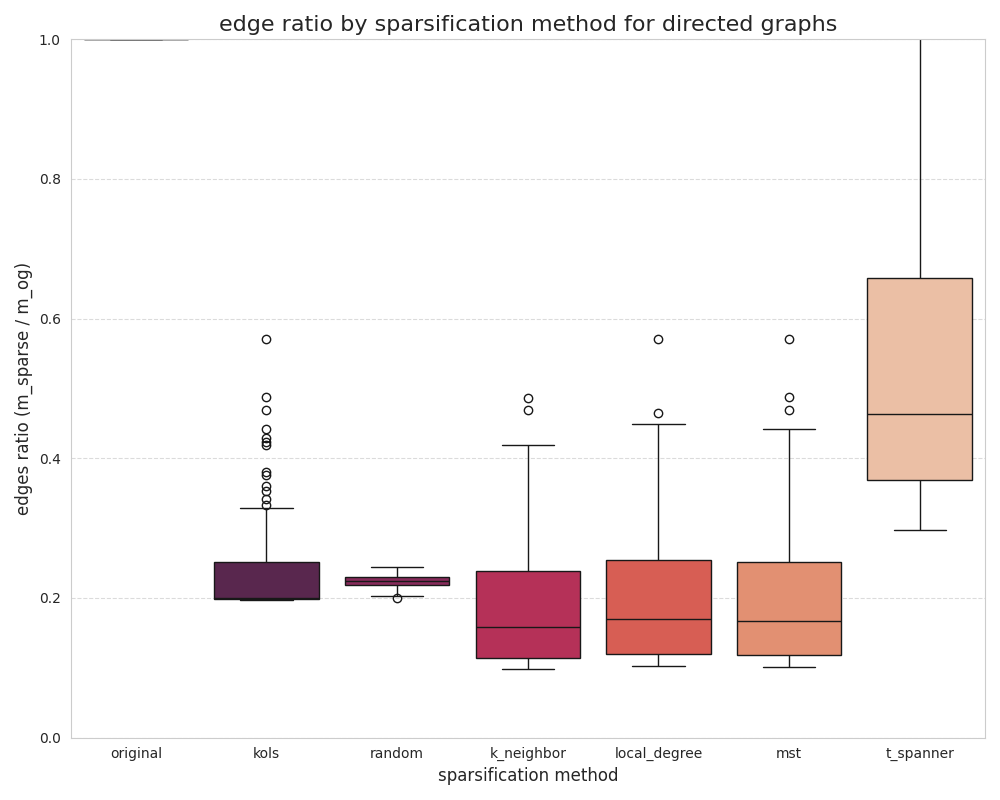 edge ratio by sparsification method for directed graphs
edges ratio (m_sparse / m_og)
1.0
0.8
0.6
0.4
0.2
0.0
original kols random k_neighbor local_degree mst t_spanner
sparsification method